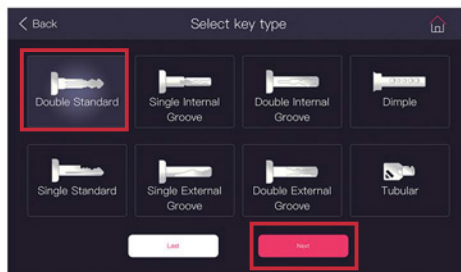 Back
Select key type
Double Standard
Single Internal
Groove
Double Internal
Groove
Dimple
Single Standard
Single External
Groove
Double External
Groove
Tubular
Last
Next